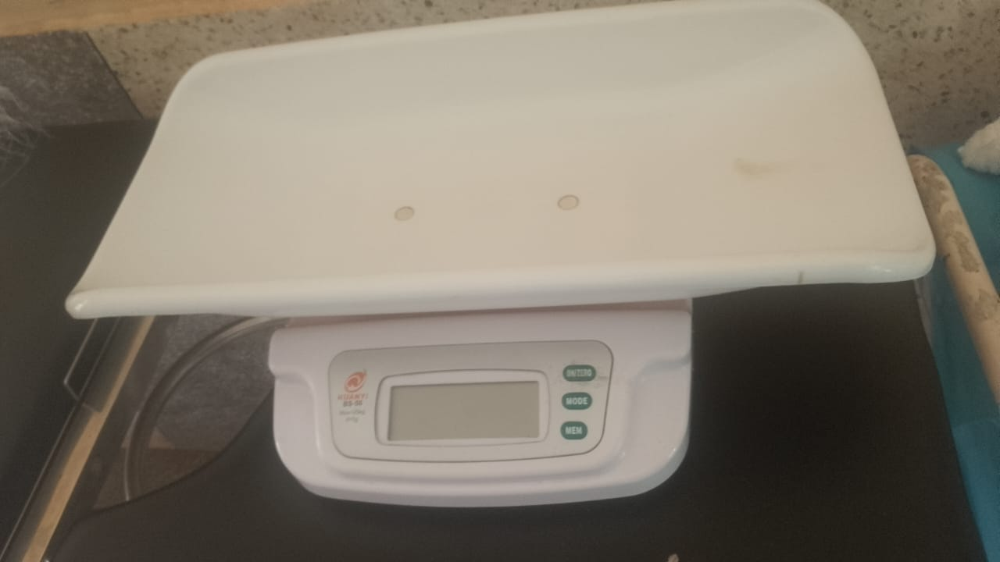 HUANYI
BS-50
ON/ZERO
MODE
MEM